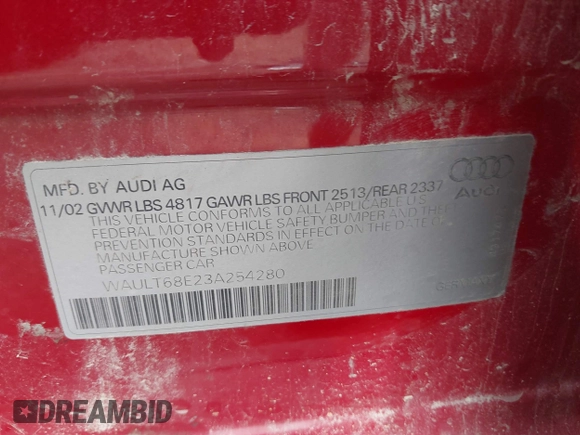 MFD. BY AUDI AG
11/02 GVWR LBS 4817 GAWR LBS FRONT 2513/REAR 2337
THIS VEHICLE CONFORMS TO ALL APPLICABLE
FEDERAL MOTOR VEHICLE SAFETY BUMPER AND THEFT
PREVENTION STANDARDS IN EFFECT ON THE DATE OF
MANUFACTURE SHOWN ABOVE
PASSENGER CAR
WAULT68E23A254280
Audi
DREAMBID